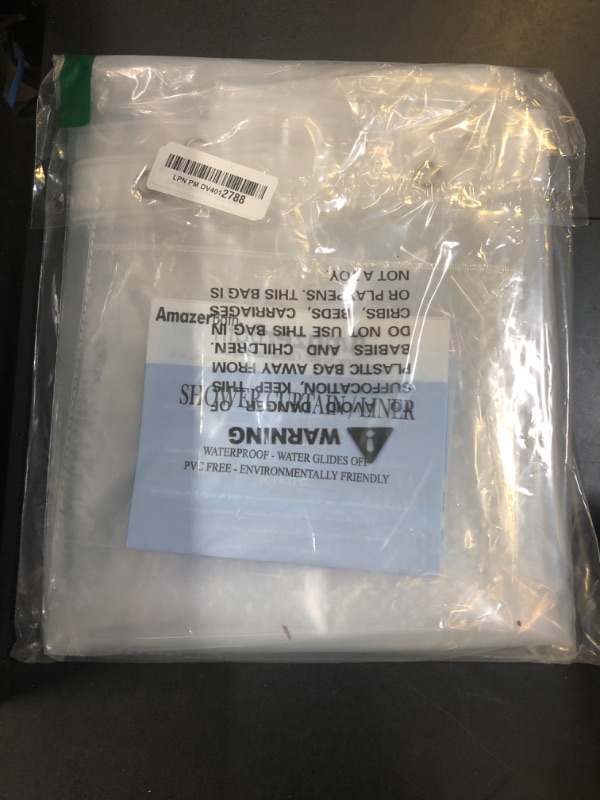 LPN PM DV4012788
AmazerBath
SHOWER CURTAIN / LINER
WATERPROOF - WATER GLIDES OFF
PVC FREE - ENVIRONMENTALLY FRIENDLY
WARNING
TO AVOID DANGER OF
SUFFOCATION, KEEP THIS
PLASTIC BAG AWAY FROM
BABIES AND CHILDREN.
DO NOT USE THIS BAG IN
CRIBS, BEDS, CARRIAGES
OR PLAYPENS. THIS BAG IS
NOT A TOY.